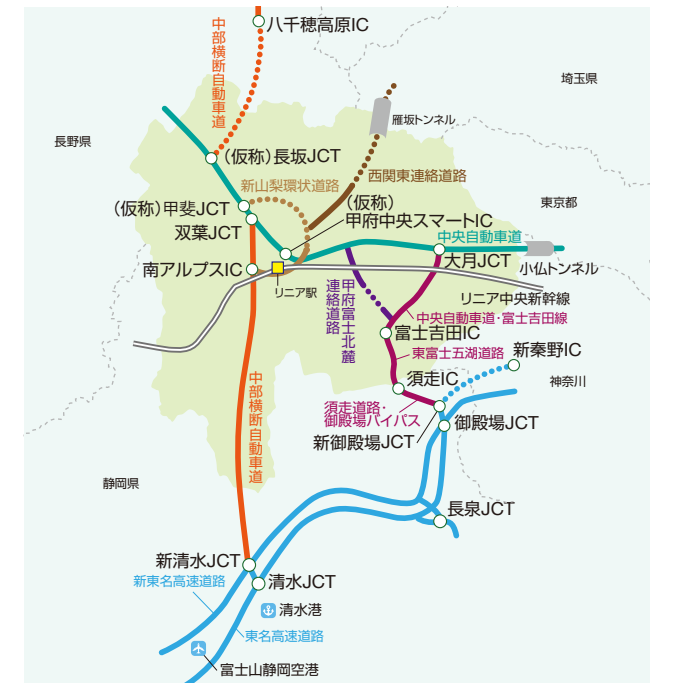 八千穂高原IC
中部横断自動車道
埼玉県
雁坂トンネル
長野県
(仮称)長坂JCT
西関東連絡道路
新山梨環状道路
(仮称)
甲府中央スマートIC
東京都
(仮称)甲斐JCT
双葉JCT
中央自動車道
大月JCT
小仏トンネル
南アルプスIC
リニア駅
甲府富士北麓
連絡道路
リニア中央新幹線
中央自動車道・富士吉田線
富士吉田IC
東富士五湖道路
新秦野IC
須走IC
神奈川
中部横断自動車道
須走道路・
御殿場バイパス
御殿場JCT
新御殿場JCT
静岡県
長泉JCT
新清水JCT
新東名高速道路
清水JCT
清水港
東名高速道路
富士山静岡空港